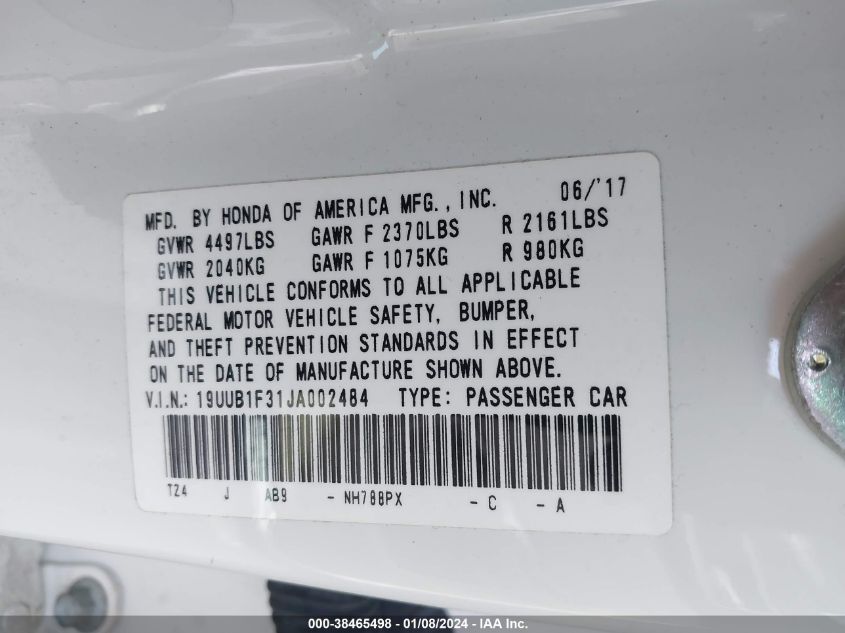 MFD. BY HONDA OF AMERICA MFG., INC. 06/'17
GVWR 4497LBS GAWR F 2370LBS R 2161LBS
GVWR 2040KG GAWR F 1075KG R 980KG
THIS VEHICLE CONFORMS TO ALL APPLICABLE
FEDERAL MOTOR VEHICLE SAFETY, BUMPER,
AND THEFT PREVENTION STANDARDS IN EFFECT
ON THE DATE OF MANUFACTURE SHOWN ABOVE.
V.I.N.: 19UUB1F31JA002484 TYPE: PASSENGER CAR
TZ4 J AB9 - NH788PX - C - A
000-38465498 - 01/08/2024 - IAA Inc.